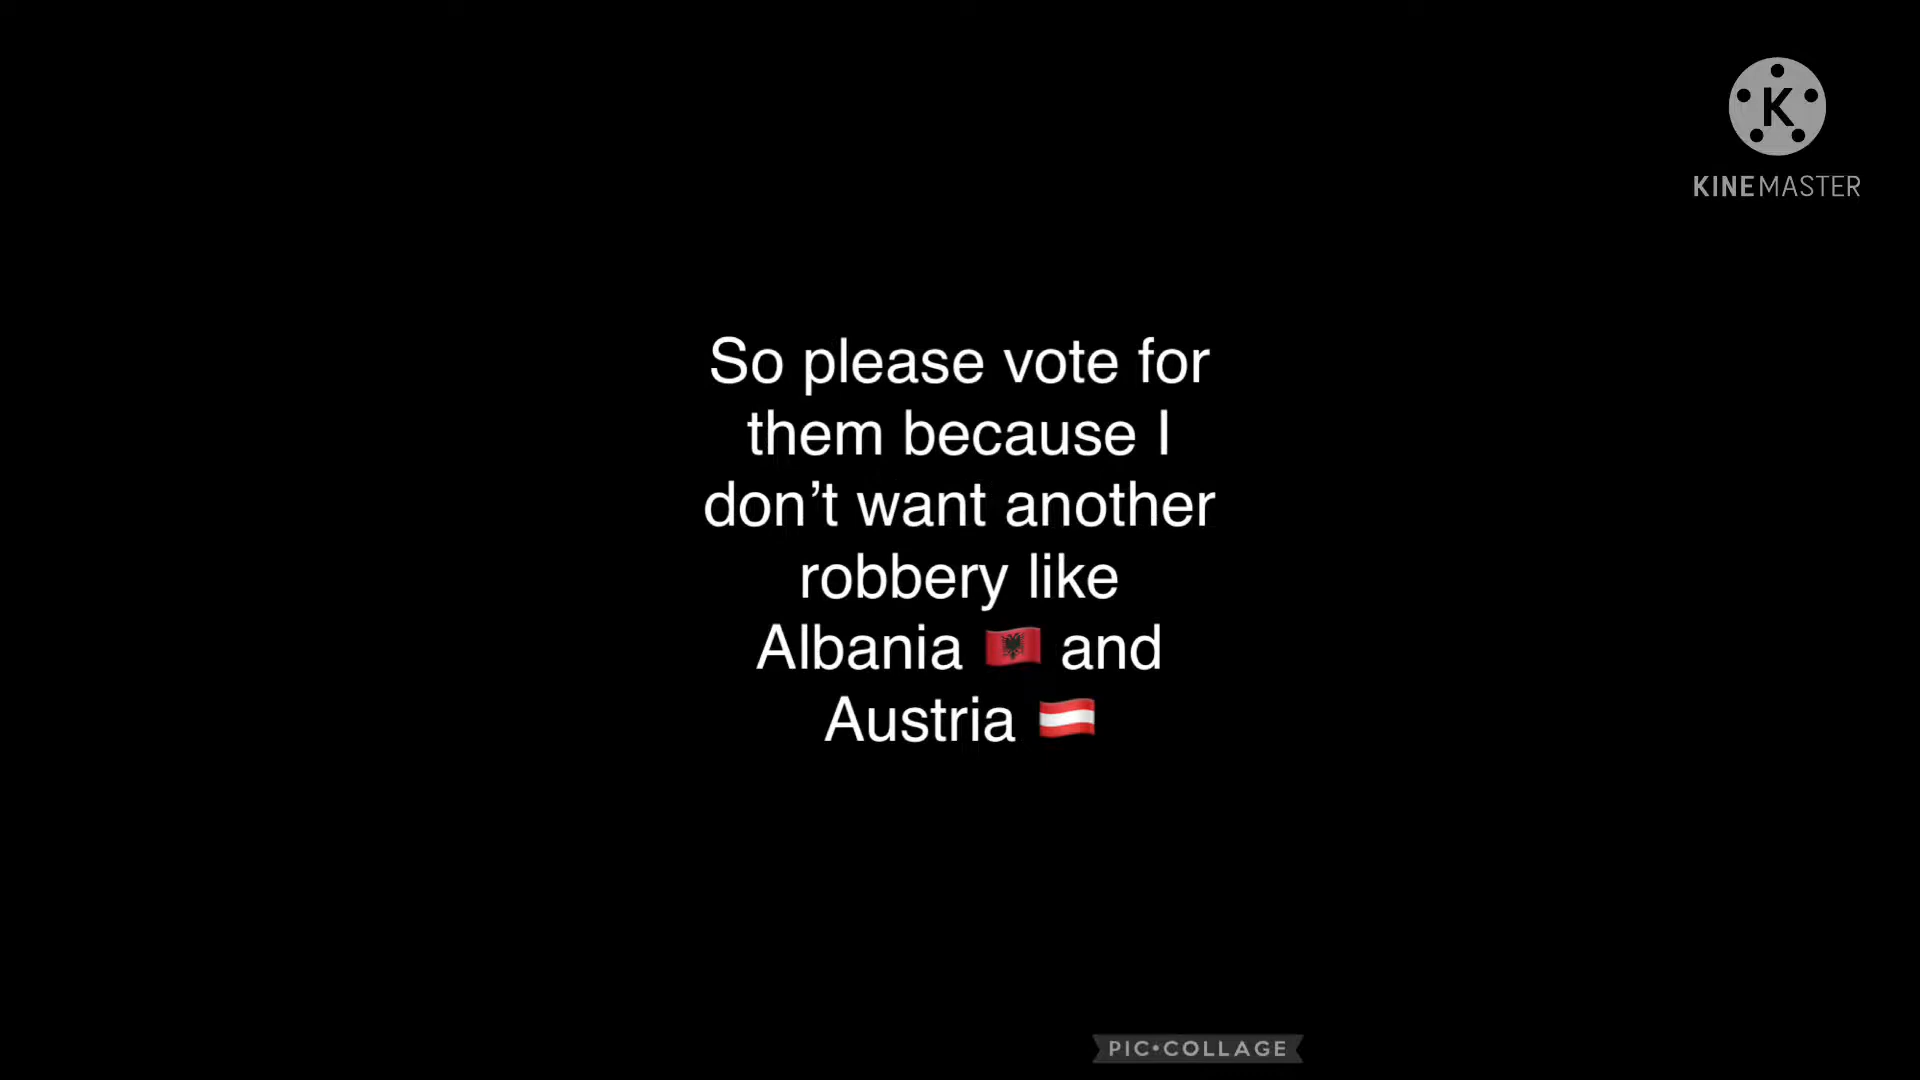 K
KINEMASTER
So please vote for
them because I
don’t want another
robbery like
Albania 🇦🇱 and
Austria 🇦🇹
PIC•COLLAGE